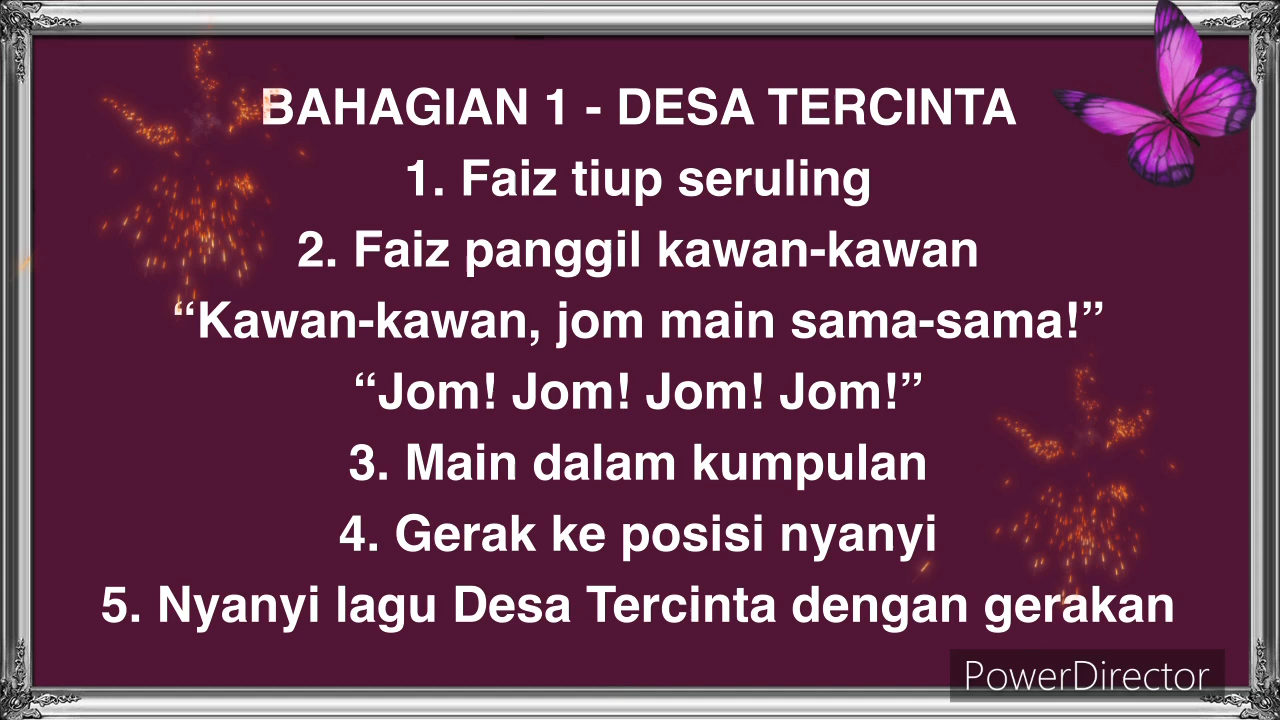 BAHAGIAN 1 - DESA TERCINTA
1. Faiz tiup seruling
2. Faiz panggil kawan-kawan
“Kawan-kawan, jom main sama-sama!”
“Jom! Jom! Jom! Jom!”
3. Main dalam kumpulan
4. Gerak ke posisi nyanyi
5. Nyanyi lagu Desa Tercinta dengan gerakan
PowerDirector